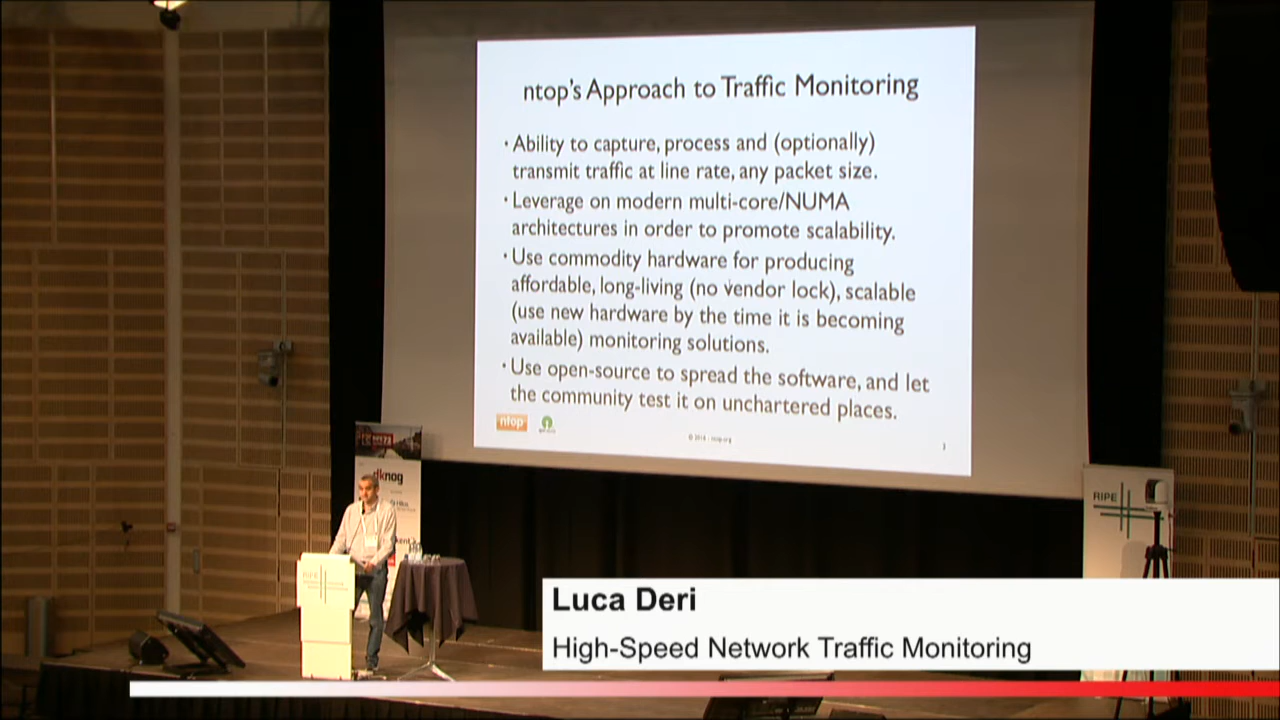 ntop's Approach to Traffic Monitoring
• Ability to capture, process and (optionally)
transmit traffic at line rate, any packet size.
• Leverage on modern multi-core/NUMA
architectures in order to promote scalability.
• Use commodity hardware for producing
affordable, long-living (no vendor lock), scalable
(use new hardware by the time it is becoming
available) monitoring solutions.
• Use open-source to spread the software, and let
the community test it on unchartered places.
ntop
3
dknog
RIPE
RIPE
Luca Deri
High-Speed Network Traffic Monitoring